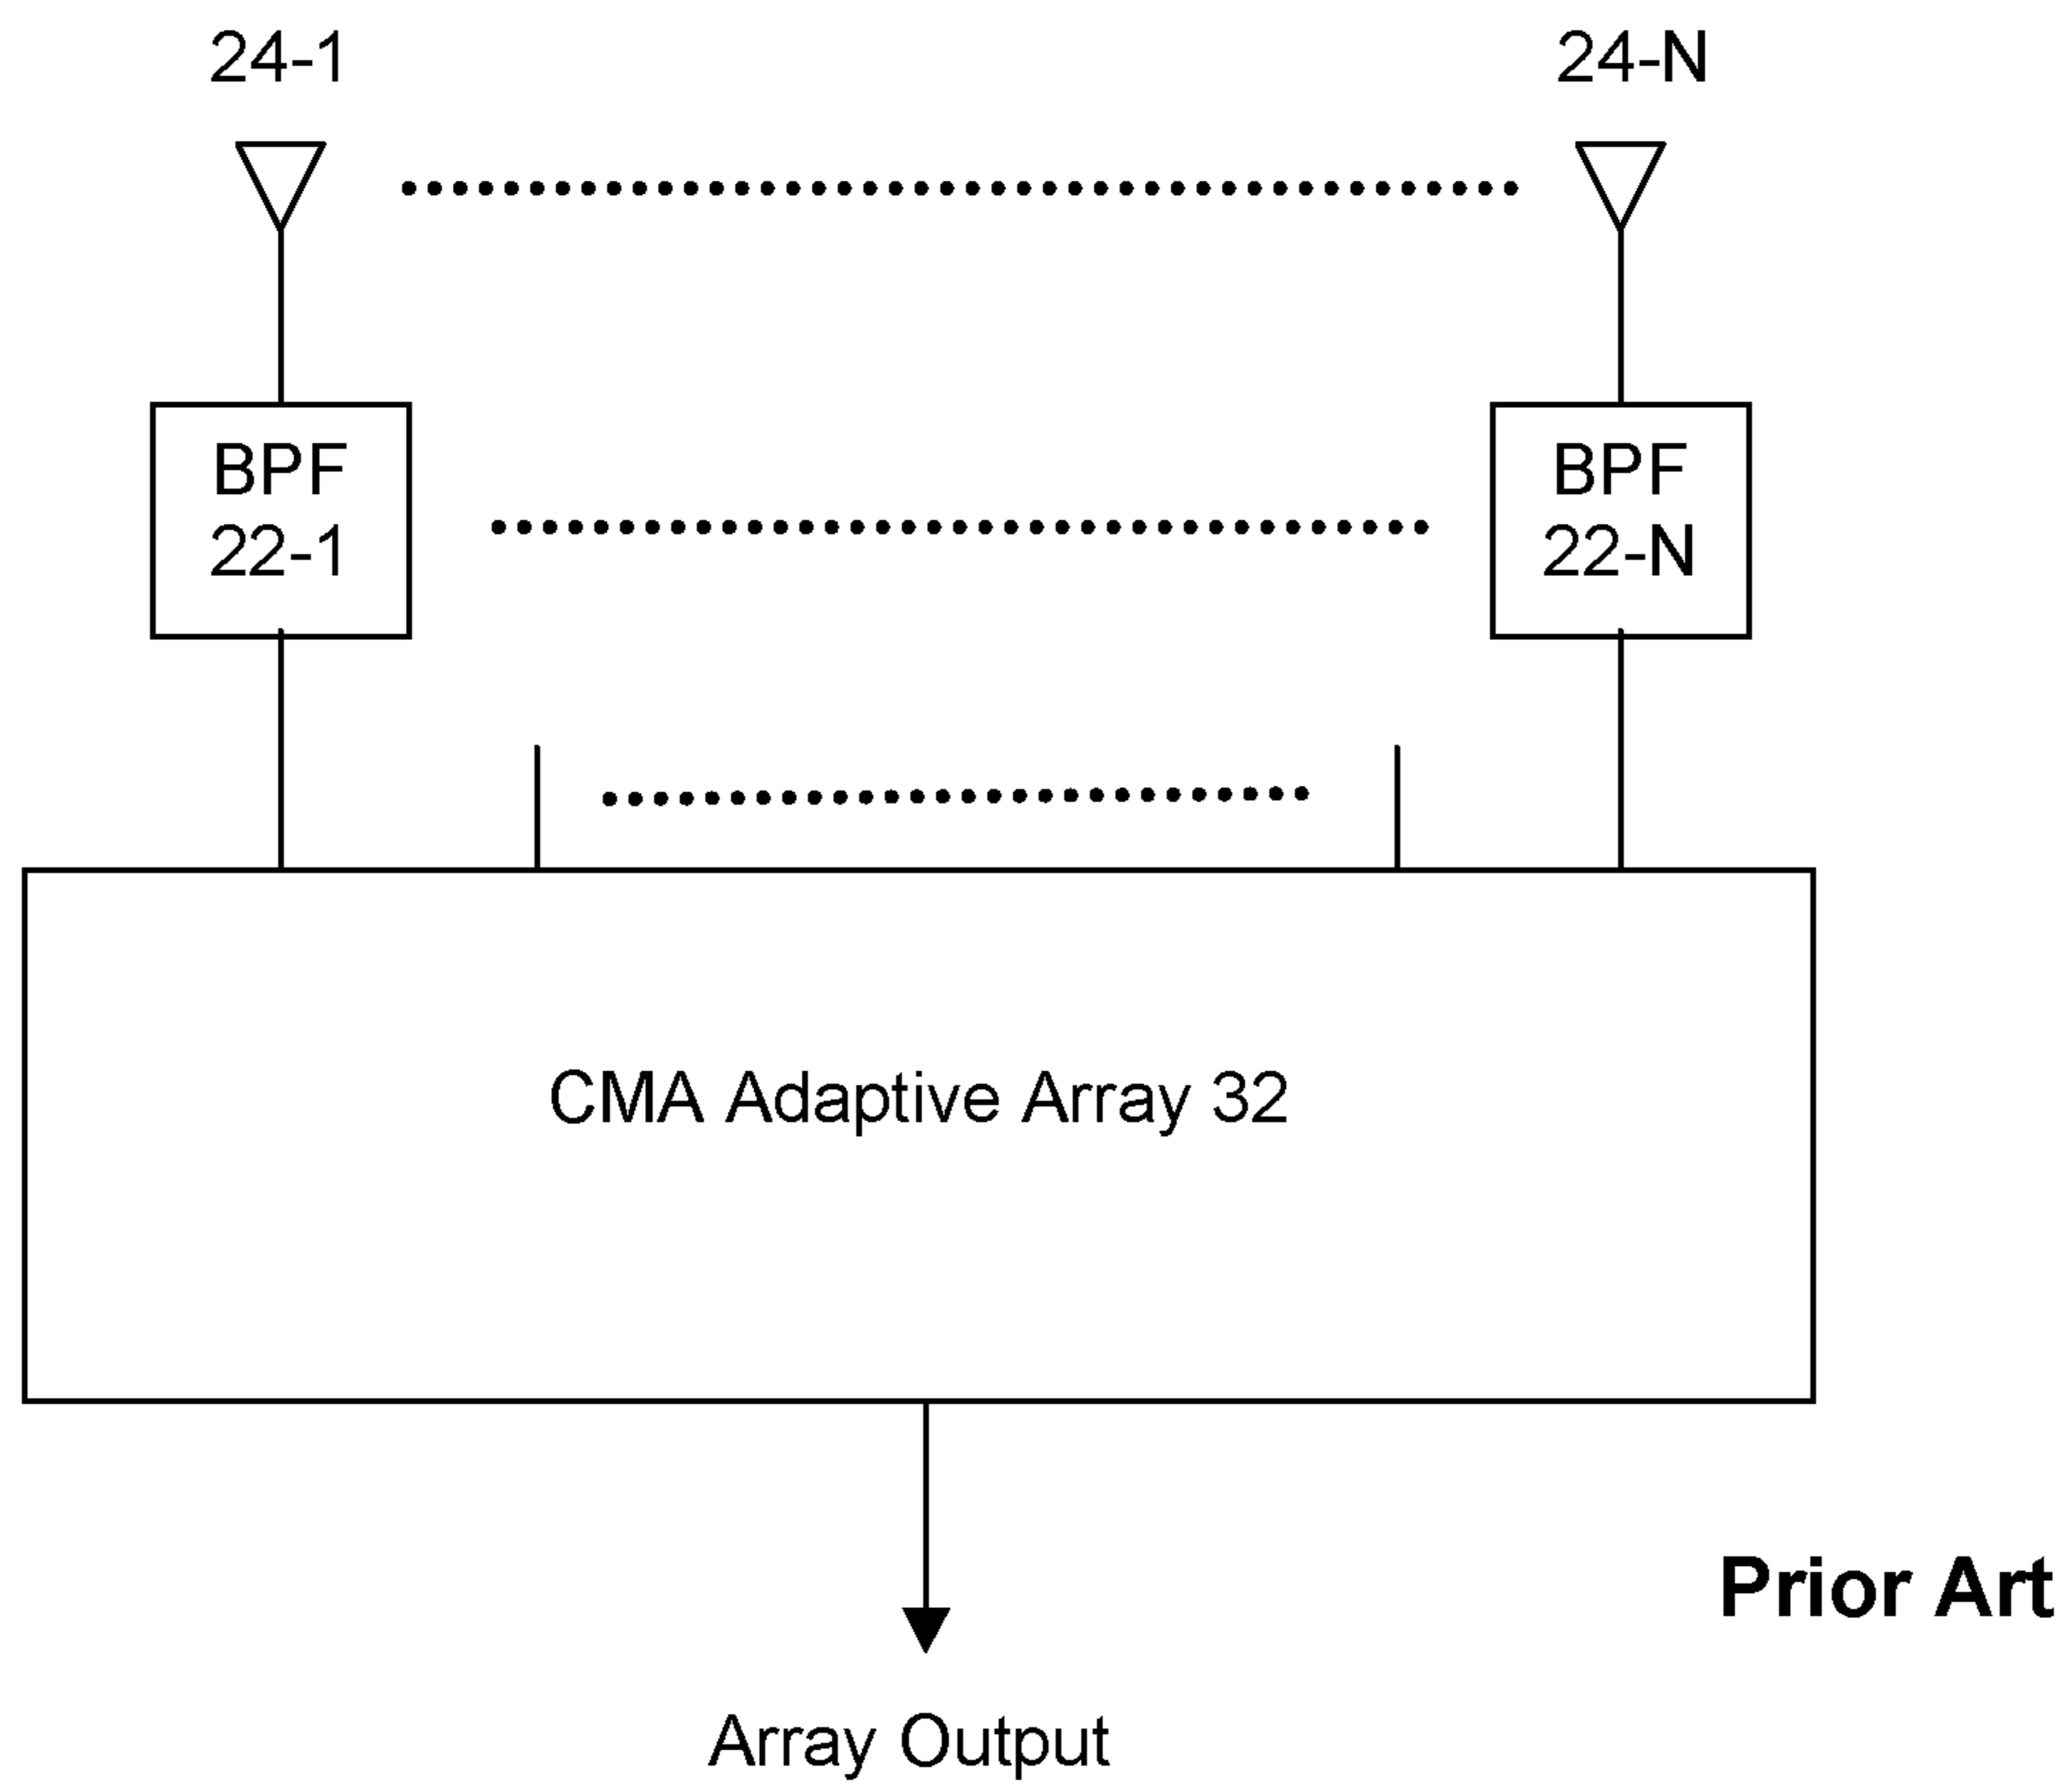 24-1
24-N
BPF
22-1
BPF
22-N
CMA Adaptive Array 32
Prior Art
Array Output